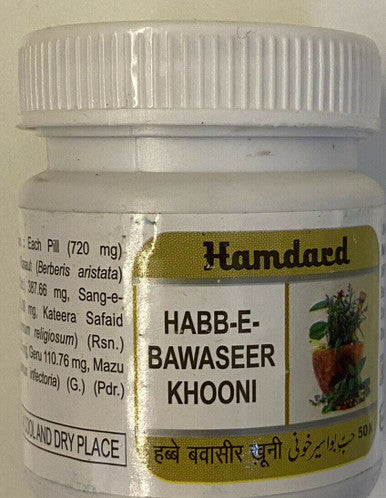 Hamdard
HABB-E-
BAWASEER
KHOONI
हब्बे बवासीर खूनी حب بواسیر خونی 50
Each Pill (720 mg)
(Berberis aristata)
387.66 mg, Sang-e-
mg, Kateera Safaid
religiosum) (Rsn.)
Geru 110.76 mg, Mazu
infectoria) (G.) (Pdr.)
AND DRY PLACE